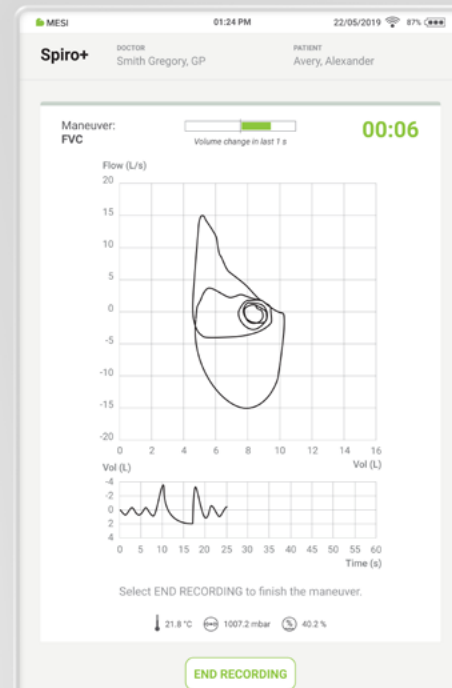 MESI 01:24 PM 22/05/2019 87%
Spiro+ DOCTOR PATIENT
Smith Gregory, GP Avery, Alexander
Maneuver: 00:06
FVC
Volume change in last 1 s
Flow (L/s)
20
15
10
5
0
-5
-10
-15
-20
0 2 4 6 8 10 12 14 16
Vol (L) Vol (L)
-4
-2
0
2
4
0 5 10 15 20 25 30 35 40 45 50 55 60
Time (s)
Select END RECORDING to finish the maneuver.
21.8 °C 1007.2 mbar % 40.2 %
END RECORDING